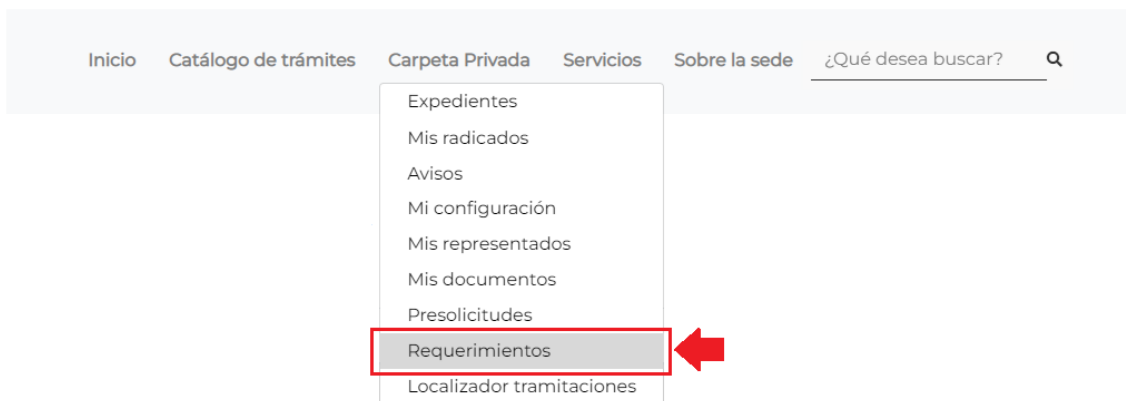 Inicio Catálogo de trámites Carpeta Privada Servicios Sobre la sede ¿Qué desea buscar?
Expedientes
Mis radicados
Avisos
Mi configuración
Mis representados
Mis documentos
Presolicitudes
Requerimientos
Localizador tramitaciones